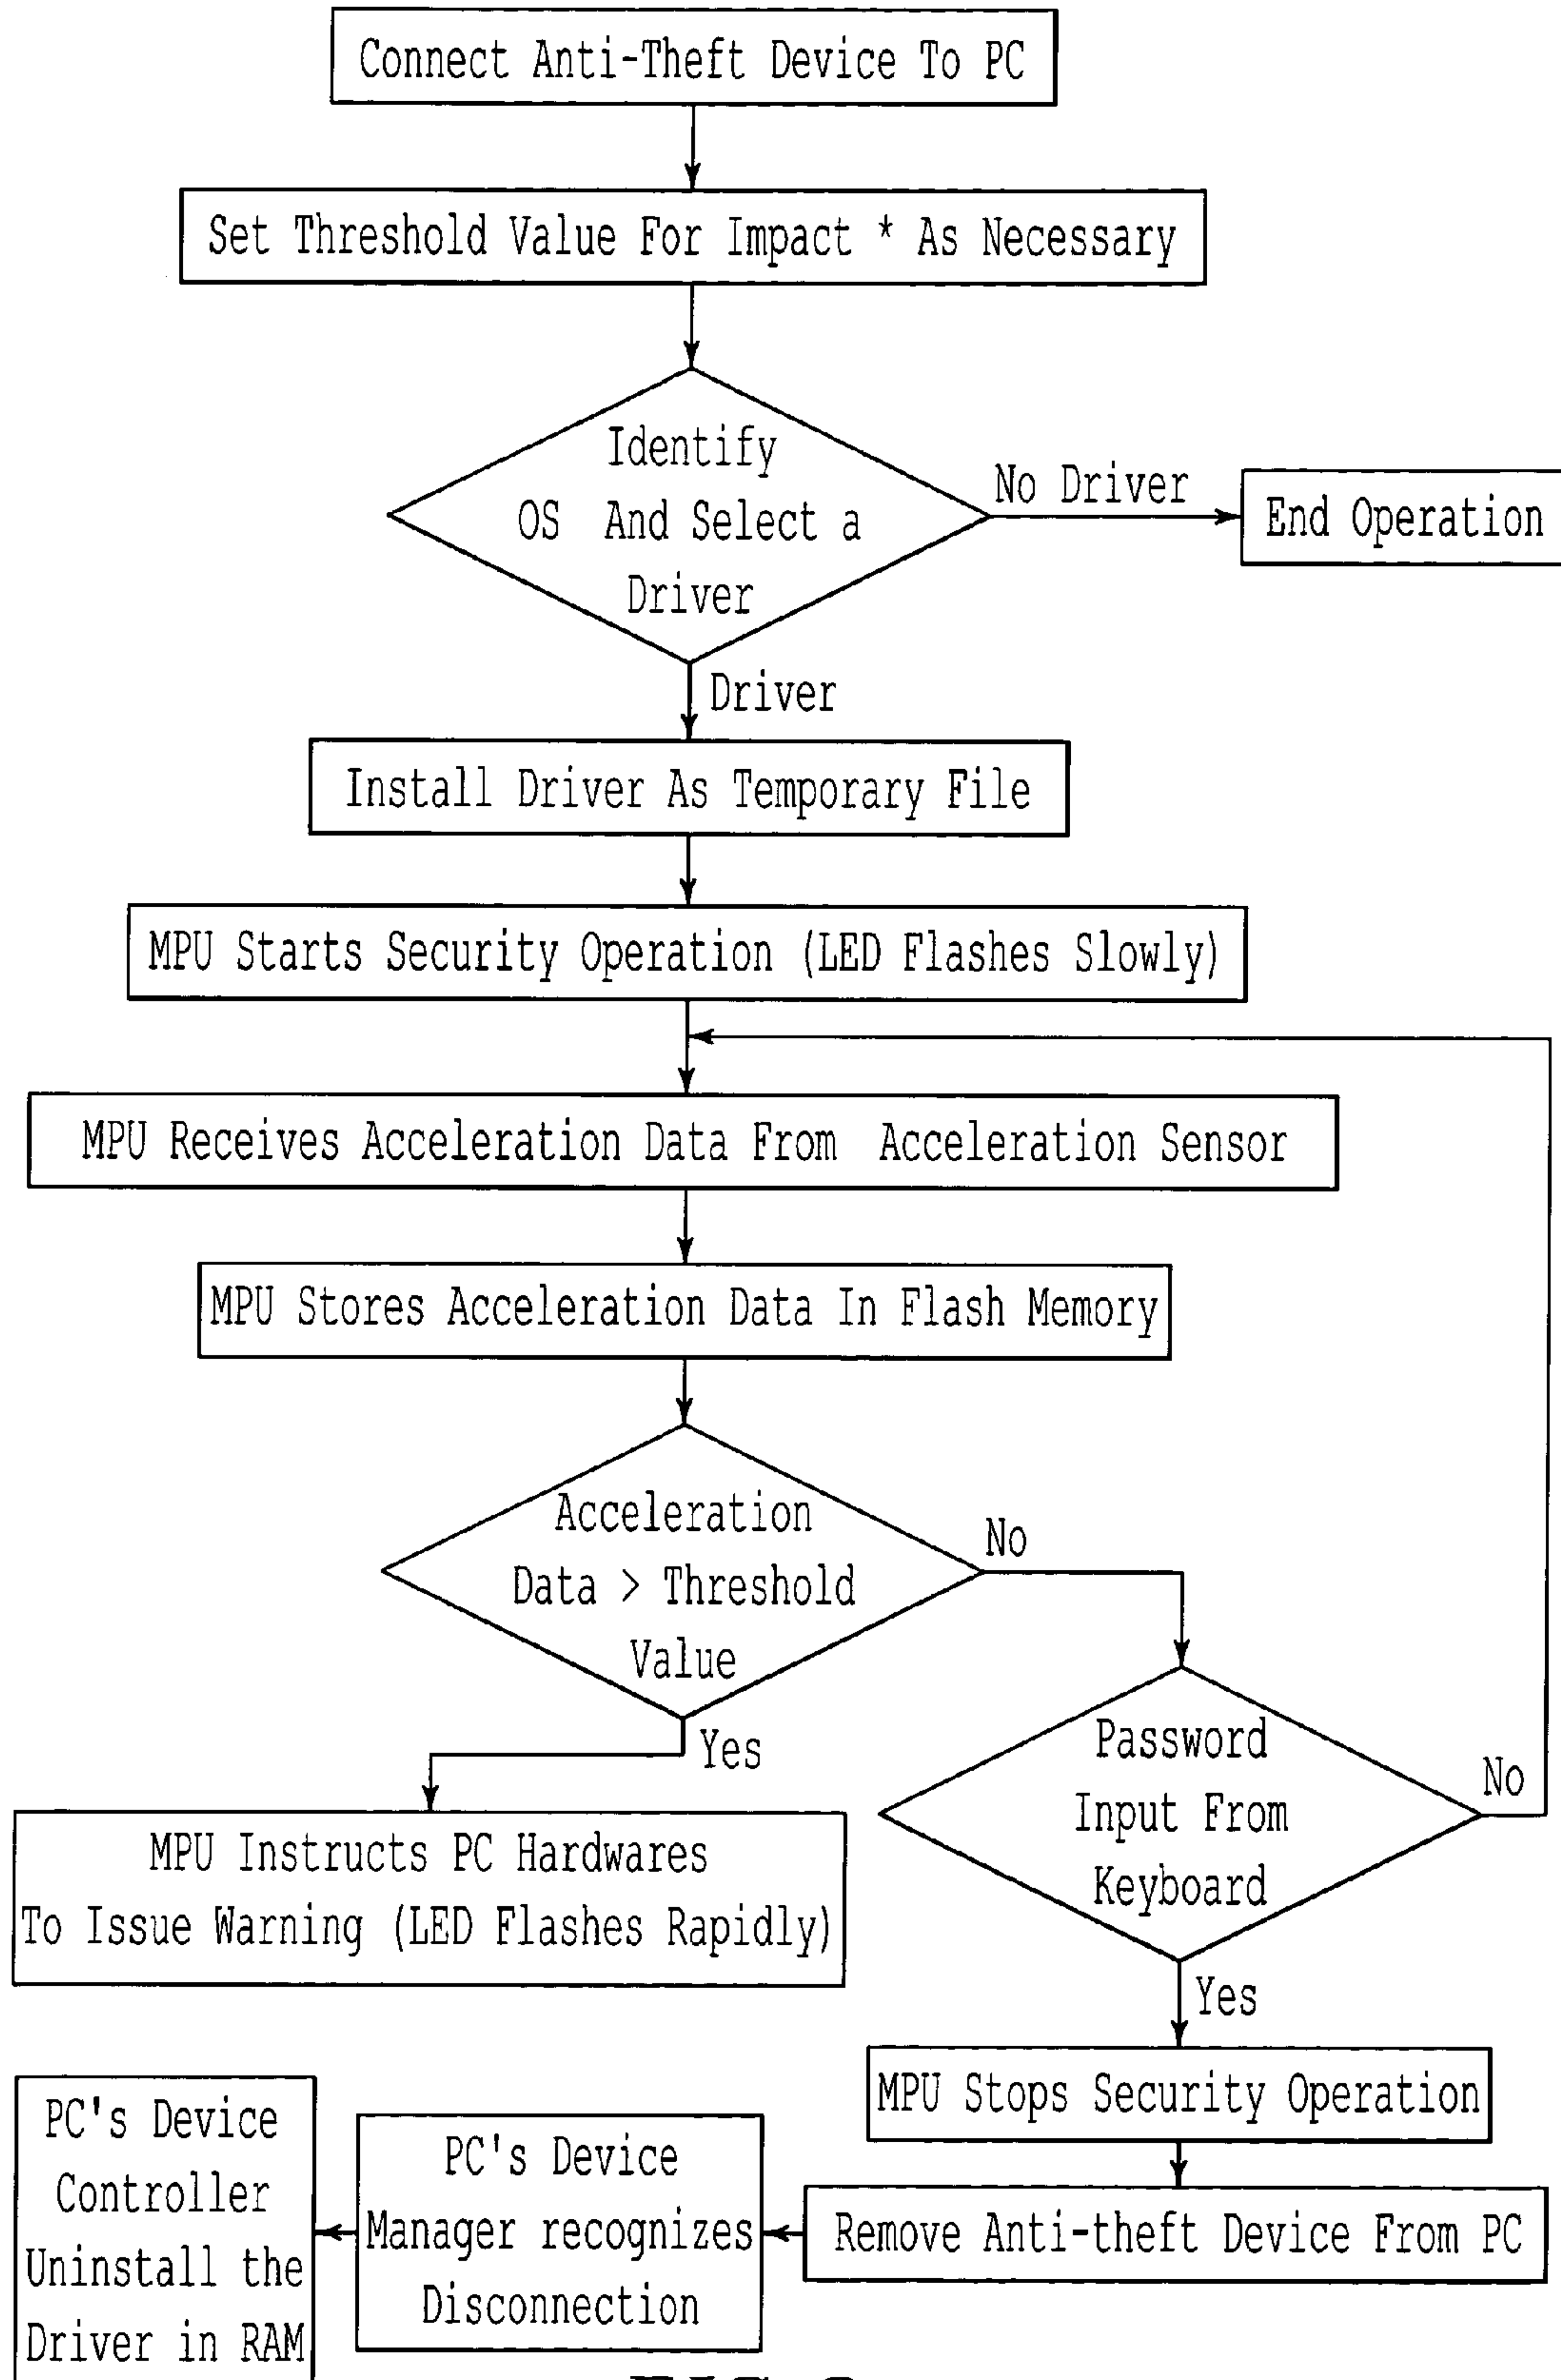 Connect Anti-Theft Device To PC
Set Threshold Value For Impact * As Necessary
Identify
OS And Select a
Driver
No Driver
End Operation
Driver
Install Driver As Temporary File
MPU Starts Security Operation (LED Flashes Slowly)
MPU Receives Acceleration Data From Acceleration Sensor
MPU Stores Acceleration Data In Flash Memory
Acceleration
Data > Threshold
Value
No
Yes
MPU Instructs PC Hardwares
To Issue Warning (LED Flashes Rapidly)
Password
Input From
Keyboard
No
Yes
MPU Stops Security Operation
Remove Anti-theft Device From PC
PC's Device
Manager recognizes
Disconnection
PC's Device
Controller
Uninstall the
Driver in RAM